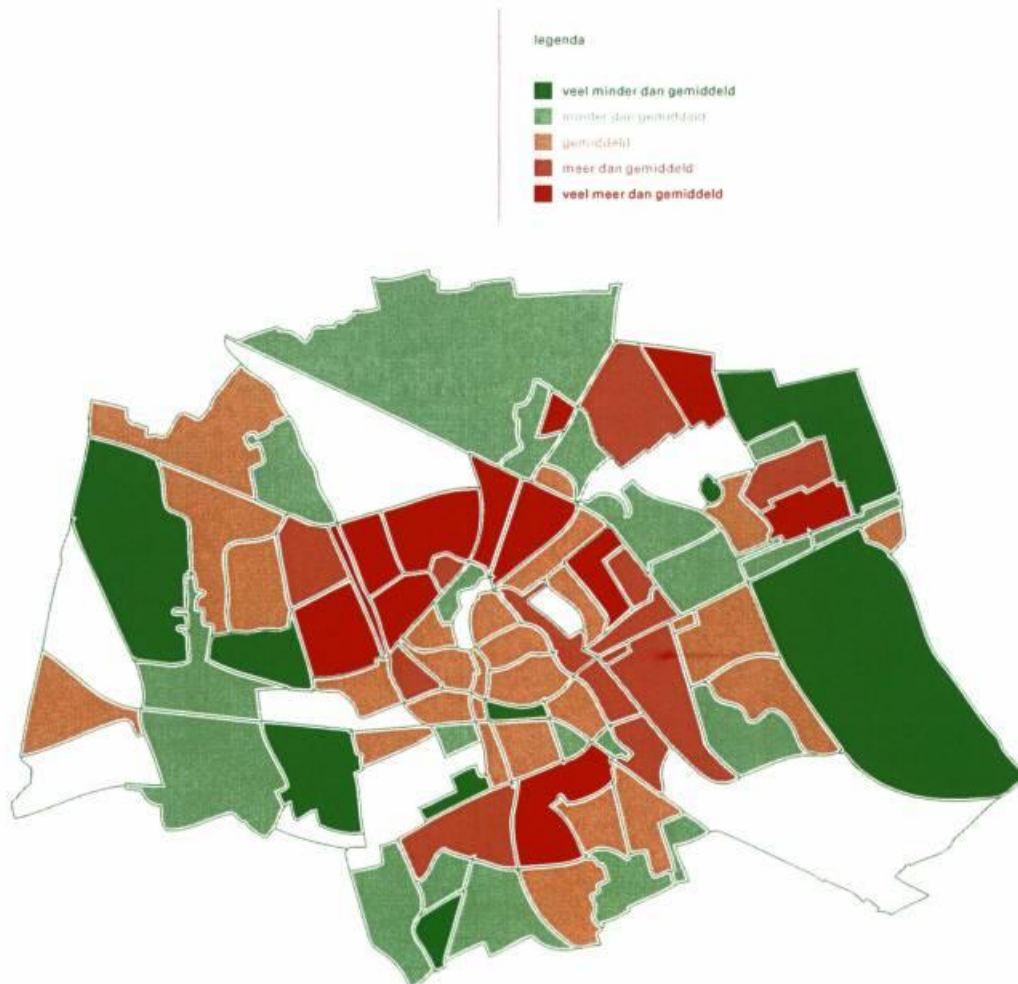 legenda
veel minder dan gemiddeld
minder dan gemiddeld
gemiddeld
meer dan gemiddeld
veel meer dan gemiddeld